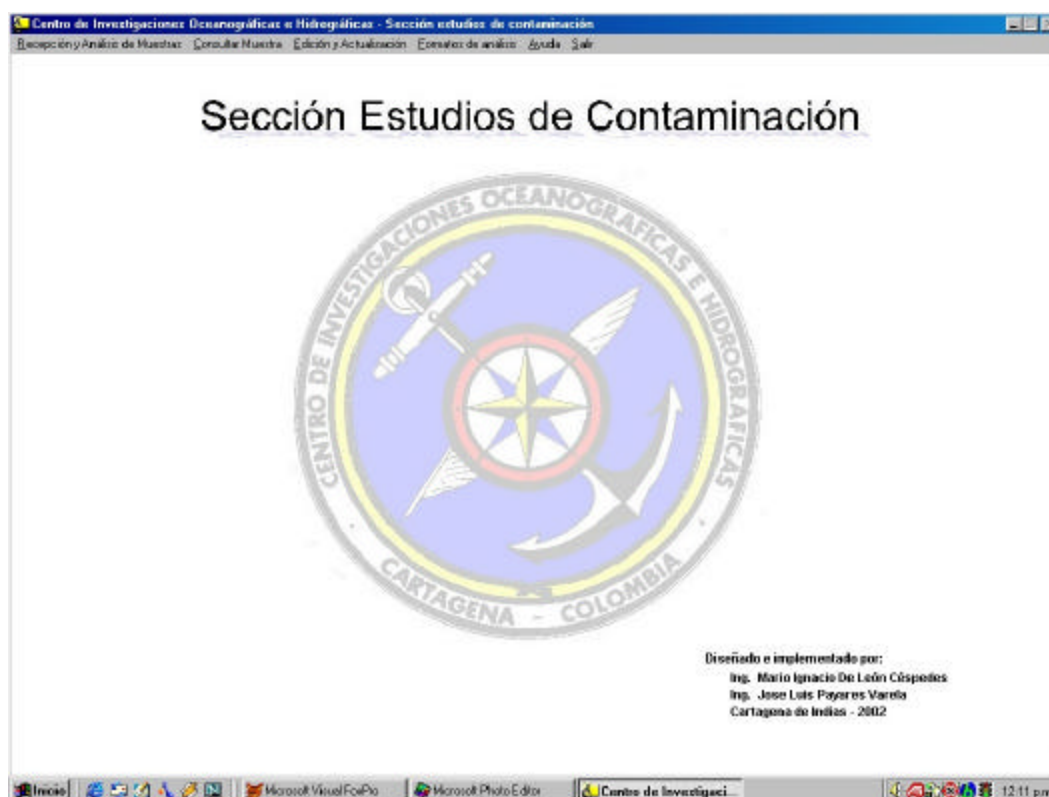 Centro de Investigaciones Oceanográficas e Hidrográficas - Sección estudios de contaminación
Recepción y Análisis de Muestras Consultar Muestra Edición y Actualización Formatos de análisis Ayuda Salir
Sección Estudios de Contaminación
CENTRO DE INVESTIGACIONES OCEANOGRAFICAS E HIDROGRAFICAS
CARTAGENA - COLOMBIA
Diseñado e implementado por:
Ing. Mario Ignacio De León Céspedes
Ing. Jose Luis Payares Varela
Cartagena de Indias - 2002
Inicio Microsoft Visual FoxPro Microsoft Photo Editor Centro de Investigaci... 12:11 p.m.